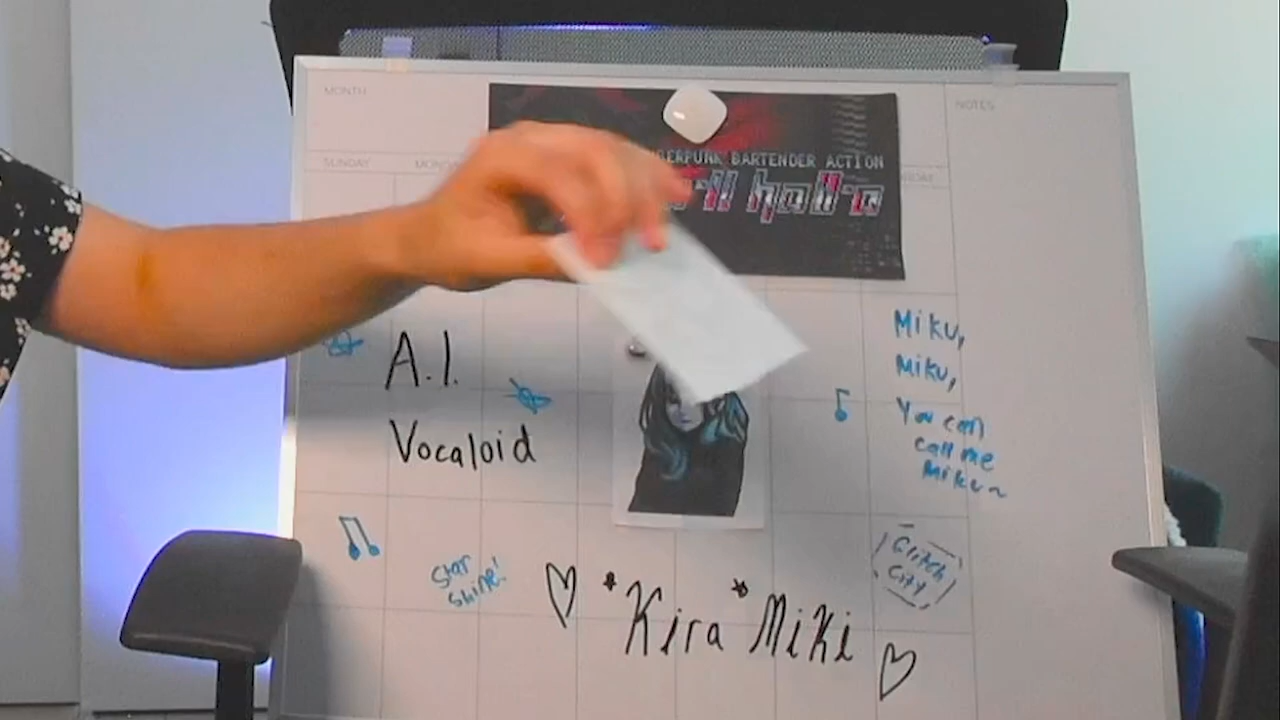 MONTH
NOTES
SUNDAY
BARTENDER ACTION
A.I.
Vocaloid
Miku,
Miku,
You can
call me
Miku~
Star
Shine!
Glitch
City
*Kira* Miki